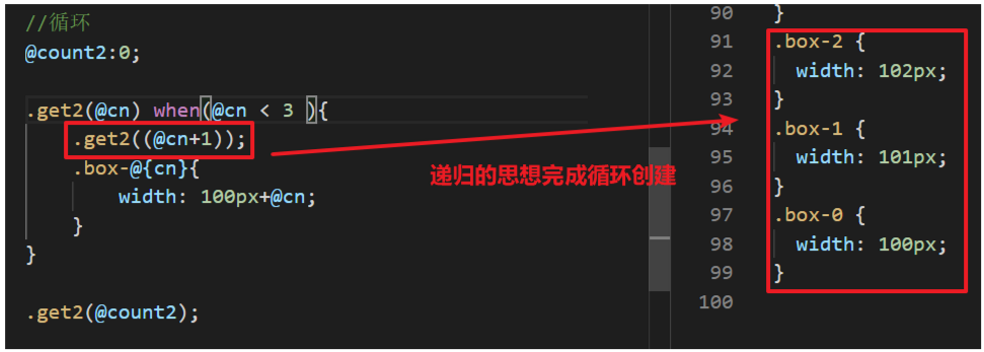 //循环
@count2:0;
.get2(@cn) when(@cn < 3 ){
.get2((@cn+1));
.box-@{cn}{
width: 100px+@cn;
}
}
.get2(@count2);
递归的思想完成循环创建
90 }
91 .box-2 {
92 width: 102px;
93 }
94 .box-1 {
95 width: 101px;
96 }
97 .box-0 {
98 width: 100px;
99 }
100